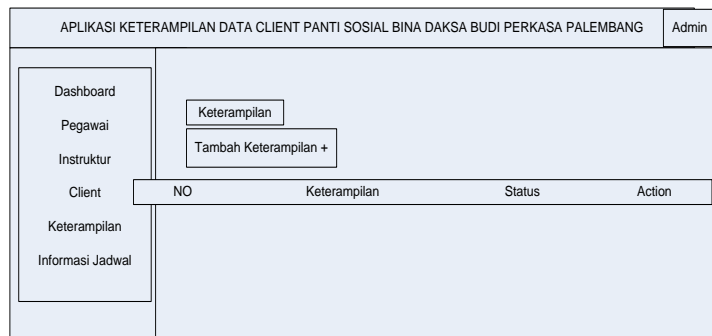 APLIKASI KETERAMPILAN DATA CLIENT PANTI SOSIAL BINA DAKSA BUDI PERKASA PALEMBANG
Admin
Dashboard
Pegawai
Instruktur
Client
Keterampilan
Informasi Jadwal
Keterampilan
Tambah Keterampilan +
NO Keterampilan Status Action